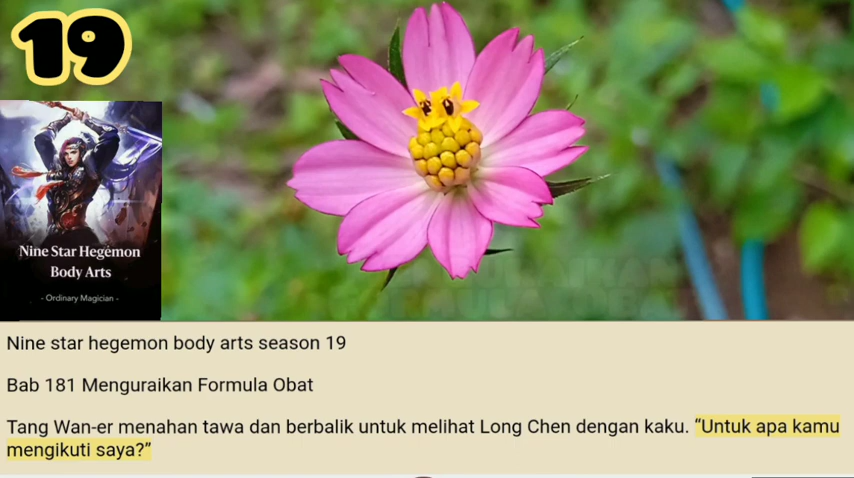 19
Nine Star Hegemon
Body Arts
- Ordinary Magician -
Nine star hegemon body arts season 19
Bab 181 Menguraikan Formula Obat
Tang Wan-er menahan tawa dan berbalik untuk melihat Long Chen dengan kaku. “Untuk apa kamu
mengikuti saya?”